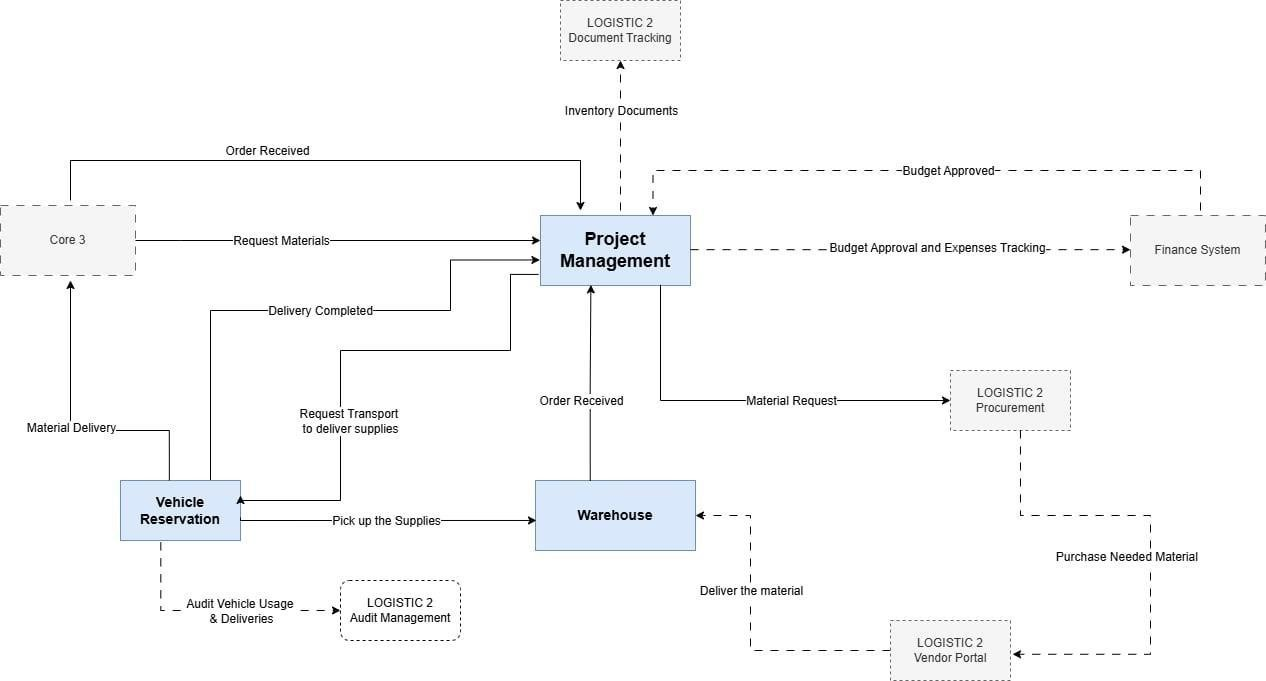 LOGISTIC 2
Document Tracking
Inventory Documents
Order Received
Budget Approved
Core 3
Request Materials
Project
Management
Budget Approval and Expenses Tracking
Finance System
Delivery Completed
Request Transport
to deliver supplies
Order Received
Material Request
LOGISTIC 2
Procurement
Material Delivery
Vehicle
Reservation
Pick up the Supplies
Warehouse
Purchase Needed Material
Deliver the material
Audit Vehicle Usage
& Deliveries
LOGISTIC 2
Audit Management
LOGISTIC 2
Vendor Portal